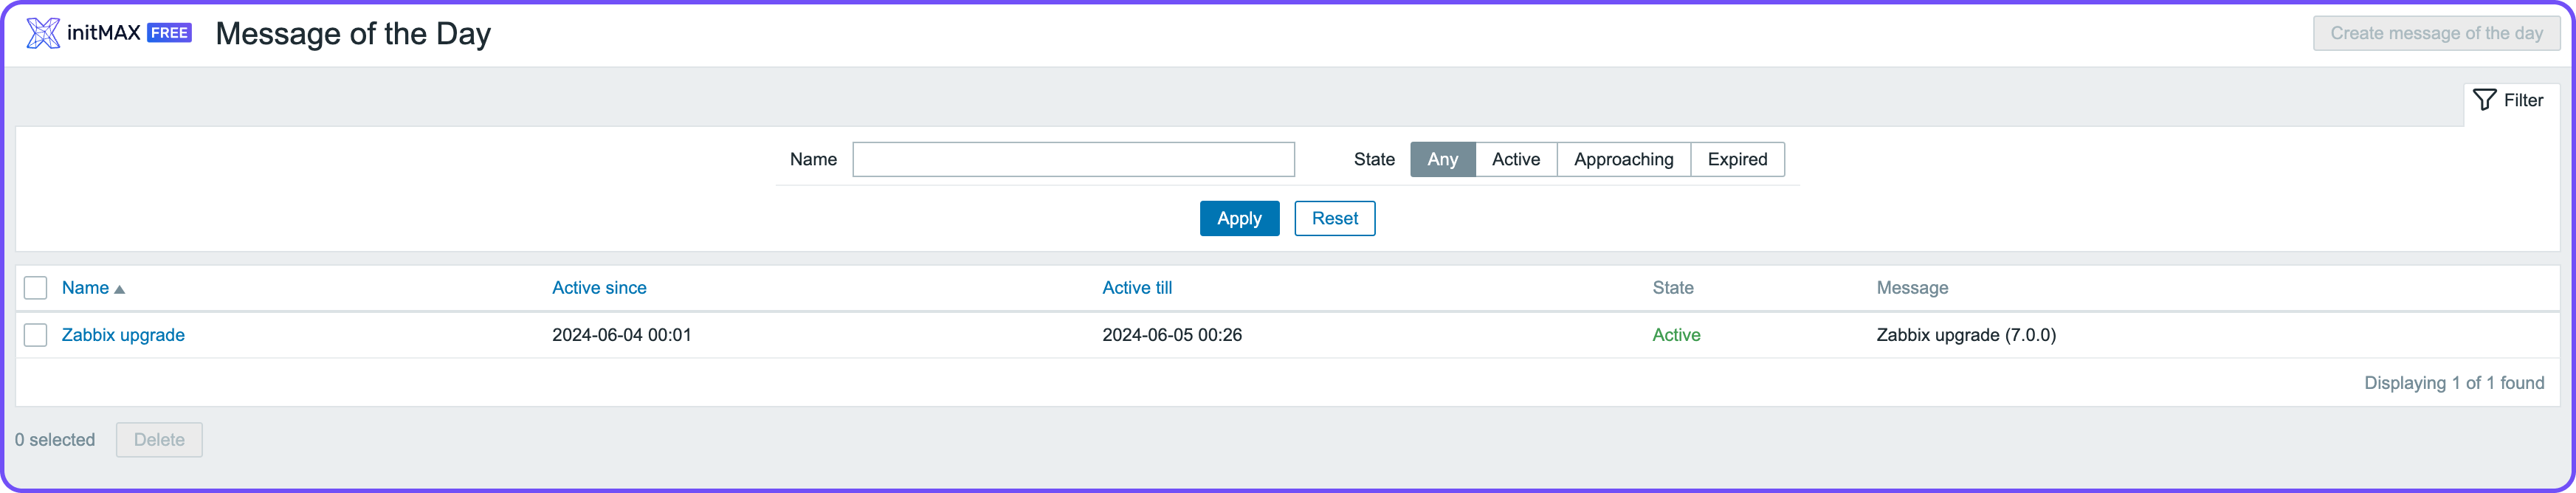 initMAX FREE Message of the Day Create message of the day
Filter
Name State Any Active Approaching Expired
Apply Reset
Name Active since Active till State Message
Zabbix upgrade 2024-06-04 00:01 2024-06-05 00:26 Active Zabbix upgrade (7.0.0)
Displaying 1 of 1 found
0 selected Delete